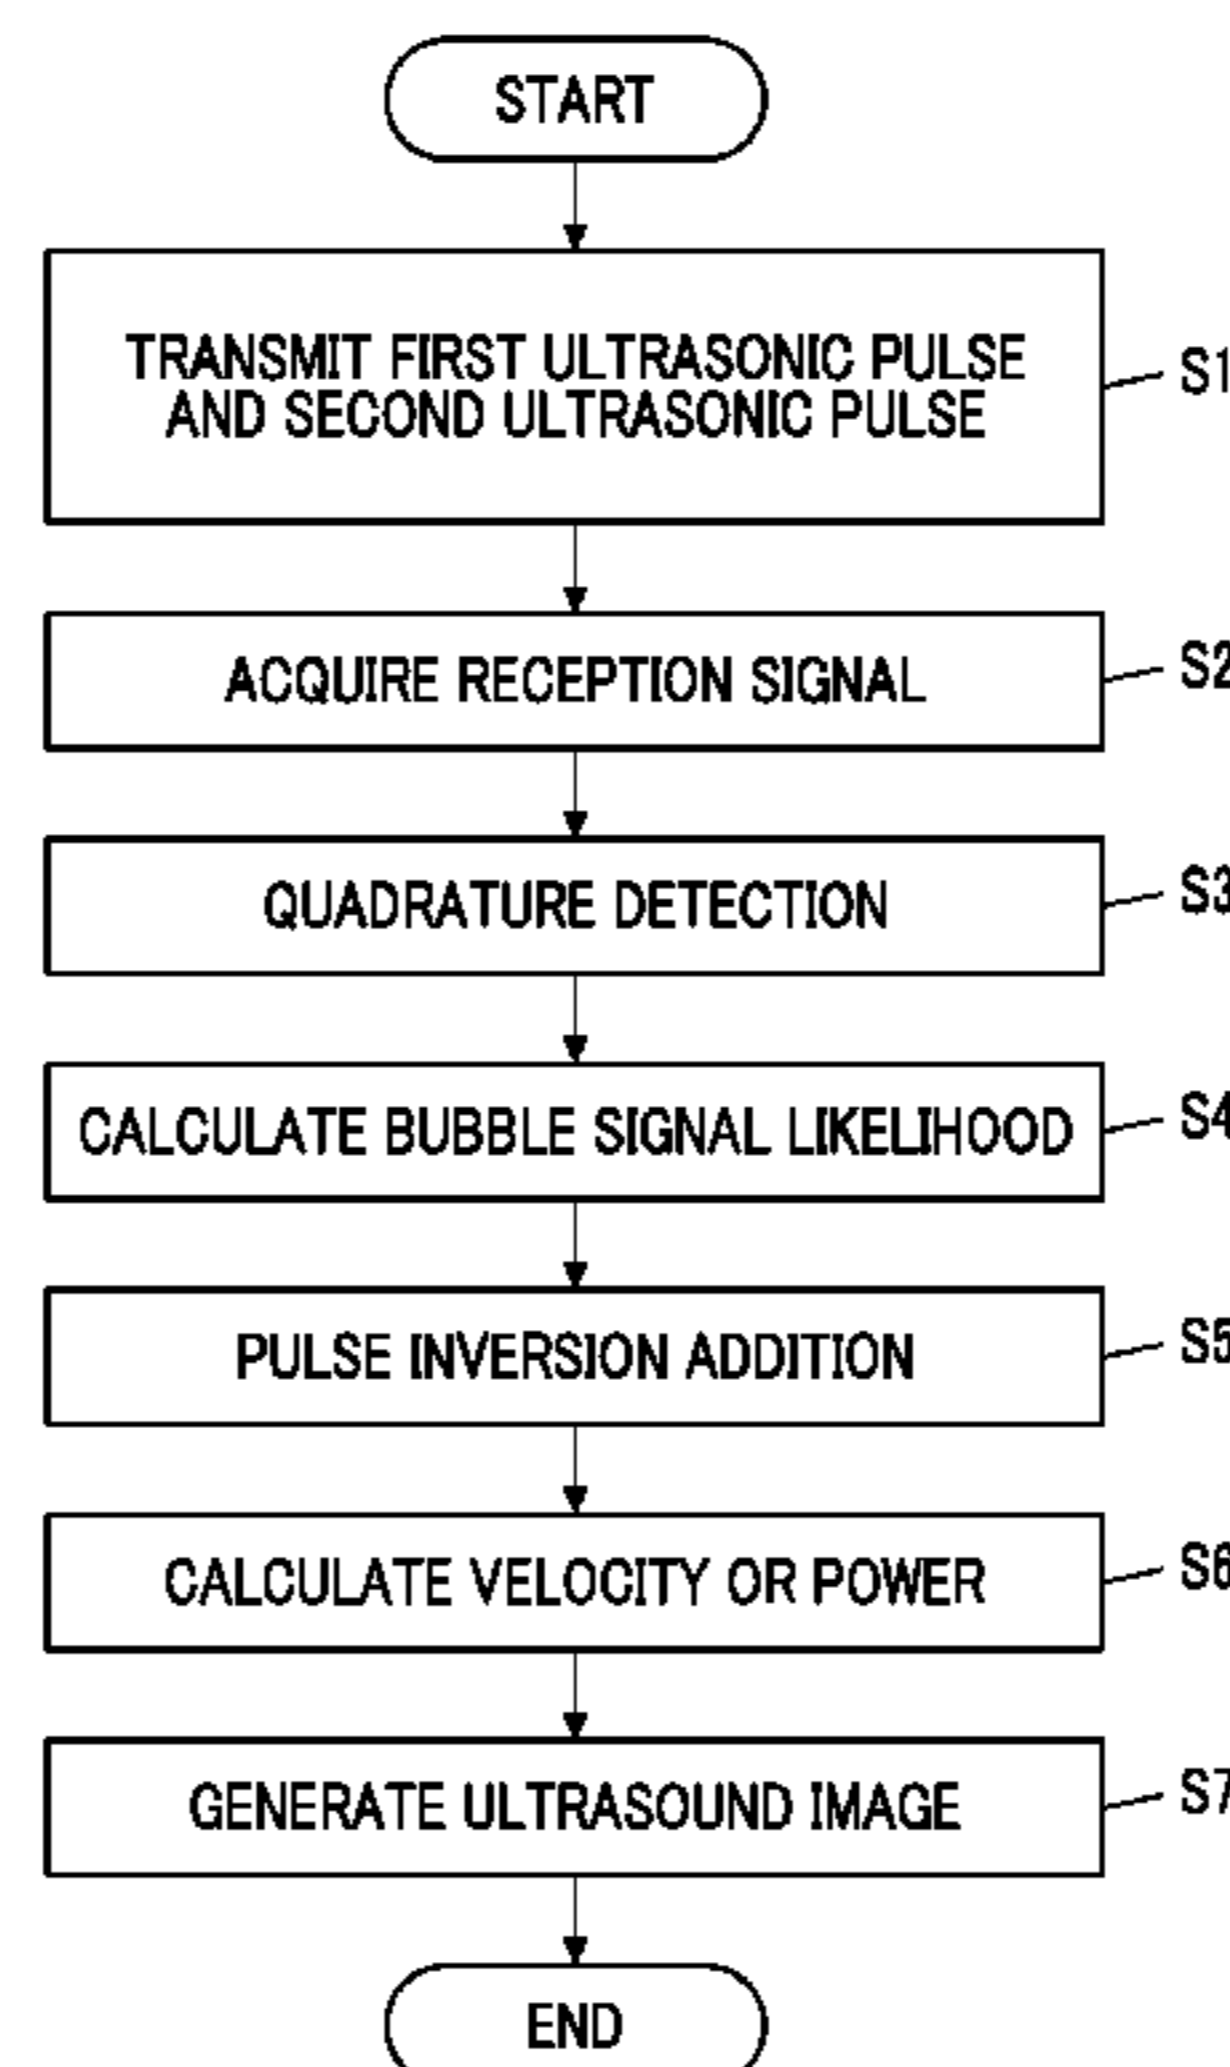 START
TRANSMIT FIRST ULTRASONIC PULSE
AND SECOND ULTRASONIC PULSE
S1
ACQUIRE RECEPTION SIGNAL
S2
QUADRATURE DETECTION
S3
CALCULATE BUBBLE SIGNAL LIKELIHOOD
S4
PULSE INVERSION ADDITION
S5
CALCULATE VELOCITY OR POWER
S6
GENERATE ULTRASOUND IMAGE
S7
END